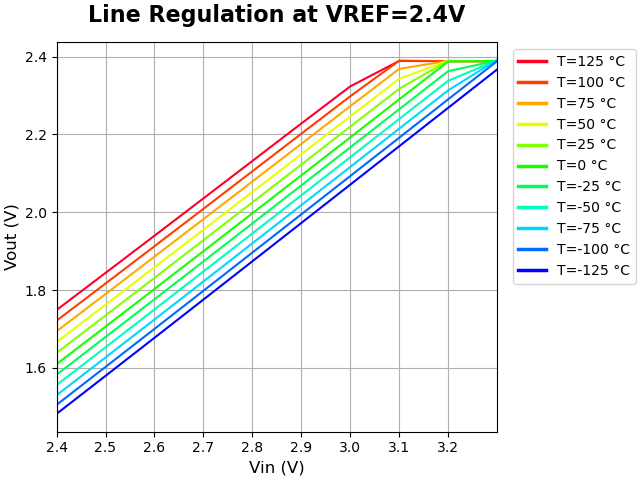 Line Regulation at VREF=2.4V
Vout (V)
2.4
2.2
2.0
1.8
1.6
2.4 2.5 2.6 2.7 2.8 2.9 3.0 3.1 3.2
Vin (V)
T=125 °C
T=100 °C
T=75 °C
T=50 °C
T=25 °C
T=0 °C
T=-25 °C
T=-50 °C
T=-75 °C
T=-100 °C
T=-125 °C